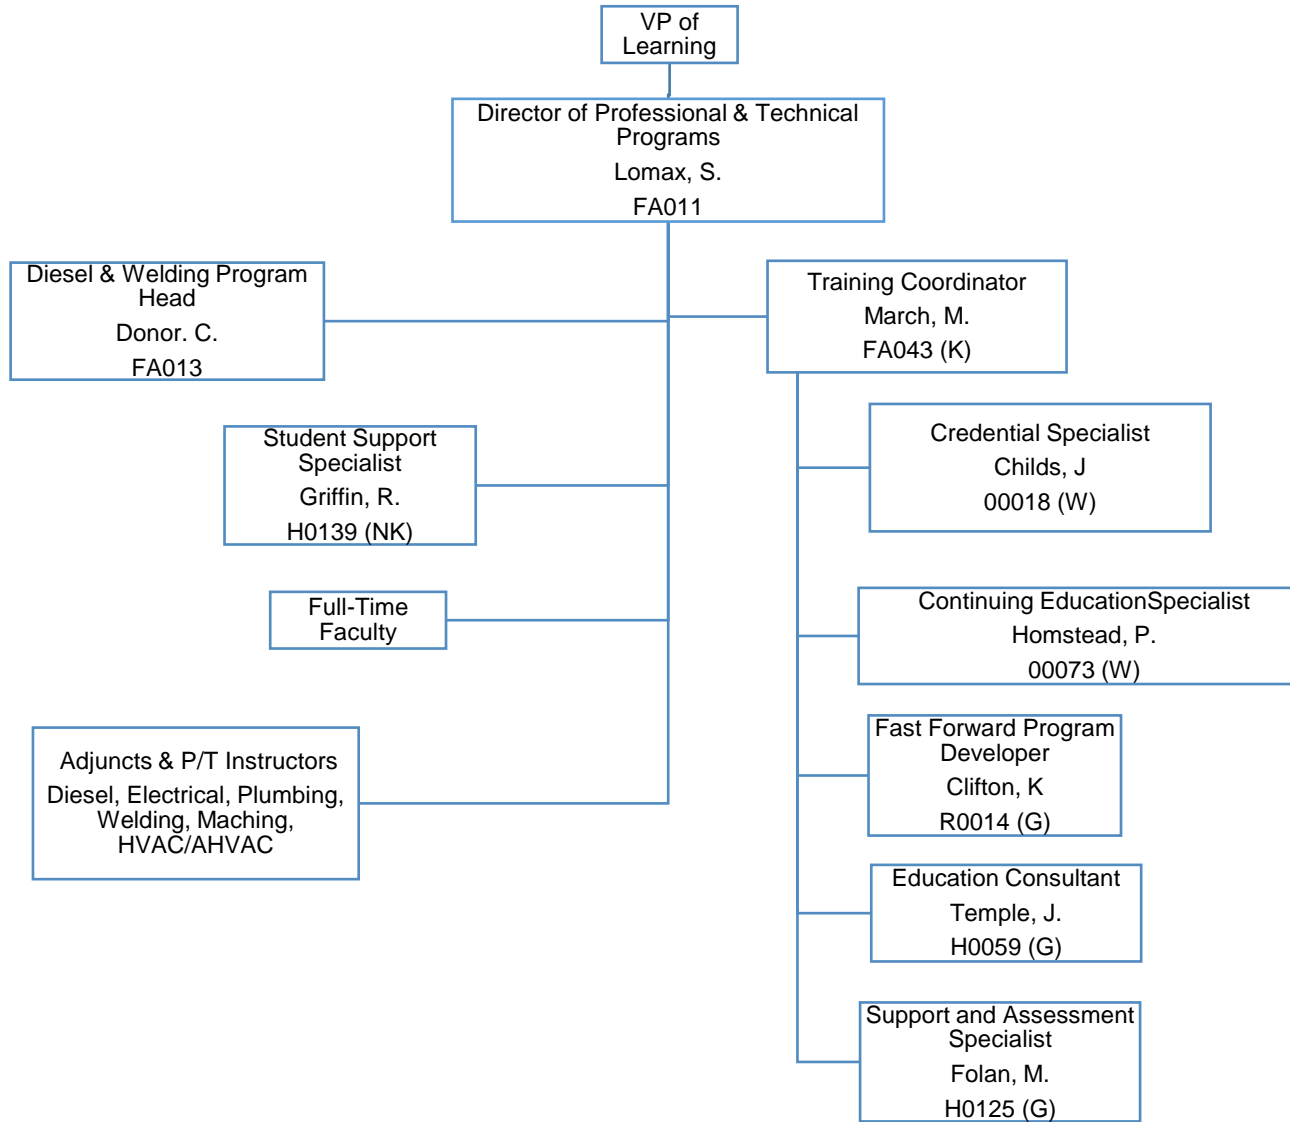 VP of
Learning
Director of Professional & Technical
Programs
Lomax, S.
FA011
Diesel & Welding Program
Head
Donor. C.
FA013
Training Coordinator
March, M.
FA043 (K)
Student Support
Specialist
Griffin, R.
H0139 (NK)
Credential Specialist
Childs, J
00018 (W)
Full-Time
Faculty
Continuing EducationSpecialist
Homstead, P.
00073 (W)
Adjuncts & P/T Instructors
Diesel, Electrical, Plumbing,
Welding, Maching,
HVAC/AHVAC
Fast Forward Program
Developer
Clifton, K
R0014 (G)
Education Consultant
Temple, J.
H0059 (G)
Support and Assessment
Specialist
Folan, M.
H0125 (G)